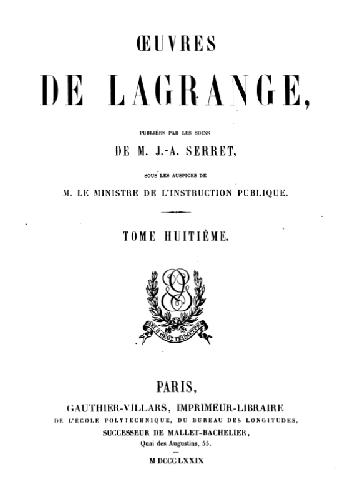 ŒUVRES
DE LAGRANGE,
PUBLIÉES PAR LES SOINS
DE M. J.-A. SERRET,
SOUS LES AUSPICES DE
M. LE MINISTRE DE L'INSTRUCTION PUBLIQUE.
TOME HUITIÈME.
PARIS,
GAUTHIER-VILLARS, IMPRIMEUR-LIBRAIRE
DE L'ÉCOLE POLYTECHNIQUE, DU BUREAU DES LONGITUDES,
SUCCESSEUR DE MALLET-BACHELIER,
Quai des Augustins, 55.
MDCCCLXXIX